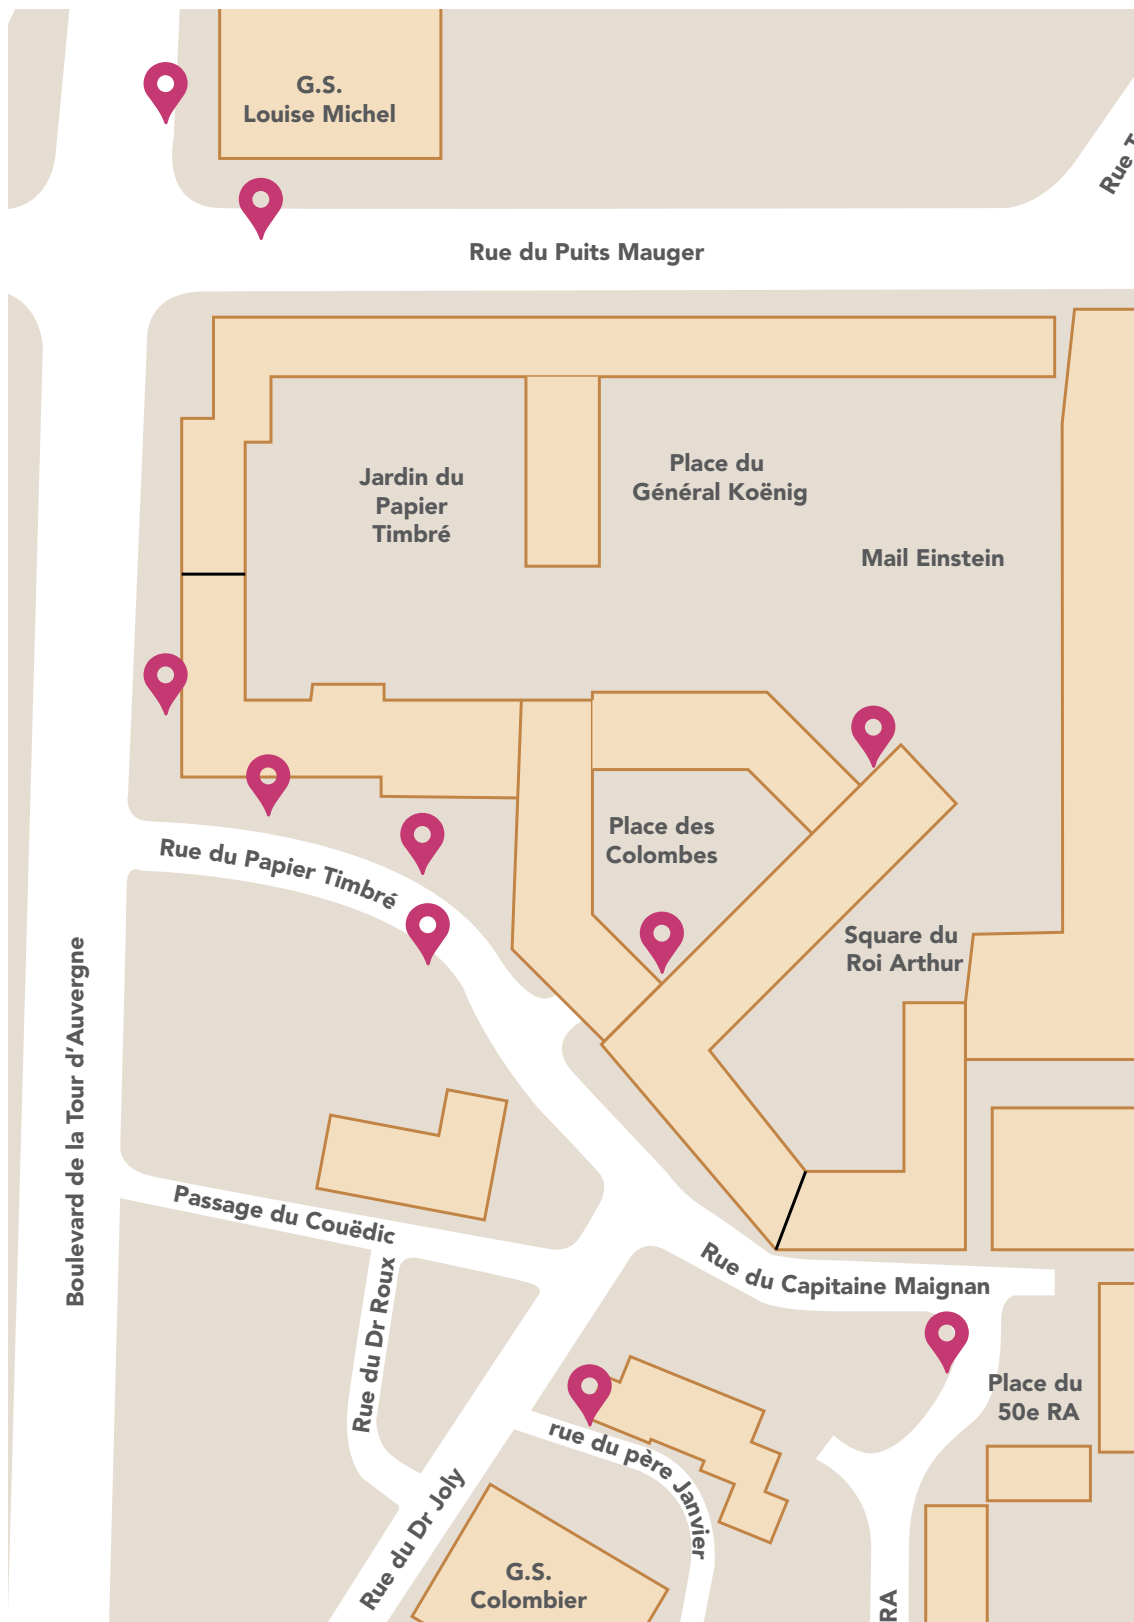 G.S.
Louise Michel
Rue
Rue du Puits Mauger
Jardin du
Papier
Timbré
Place du
Général Koënig
Mail Einstein
Place des
Colombes
Rue du Papier Timbré
Square du
Roi Arthur
Boulevard de la Tour d'Auvergne
Passage du Couëdic
Rue du Dr Roux
Rue du Capitaine Maignan
Place du
50e RA
rue du père Janvier
Rue du Dr Joly
G.S.
Colombier
RA